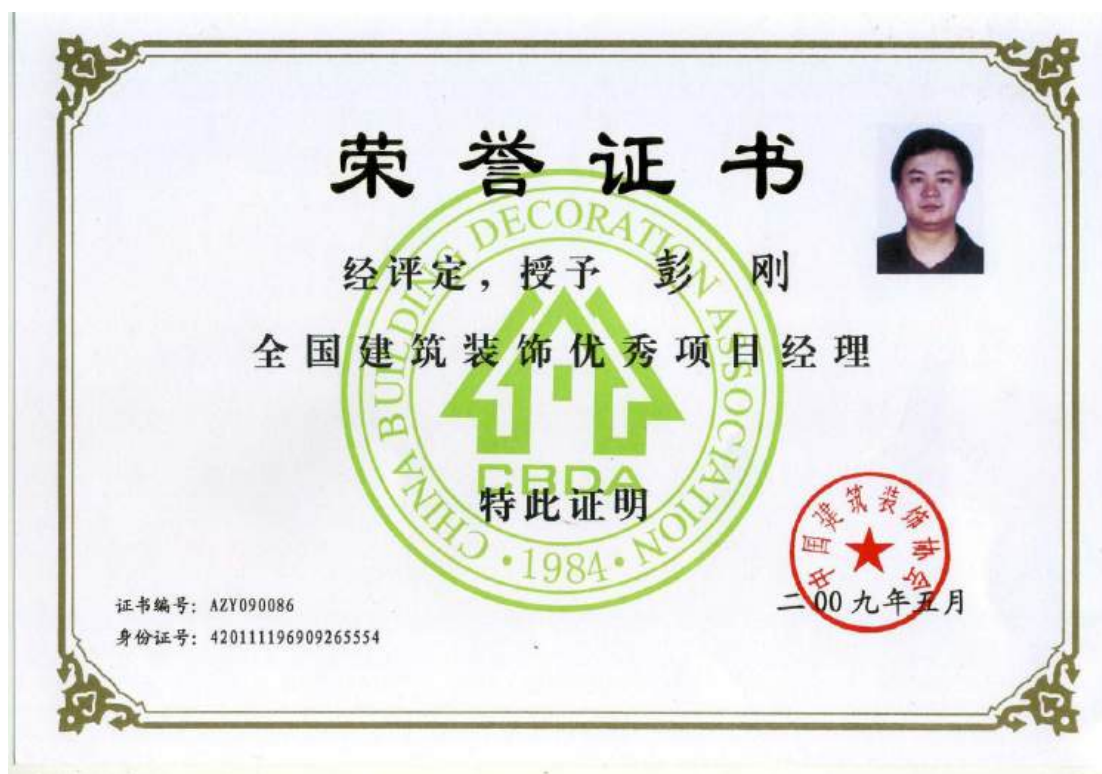 荣誉证书
经评定，授予 彭 刚
全国建筑装饰优秀项目经理
特此证明
CHINA BUILDING DECORATION ASSOCIATION
CBDA
·1984·
中国建筑装饰协会
二00九年五月
证书编号：AZY090086
身份证号：420111196909265554